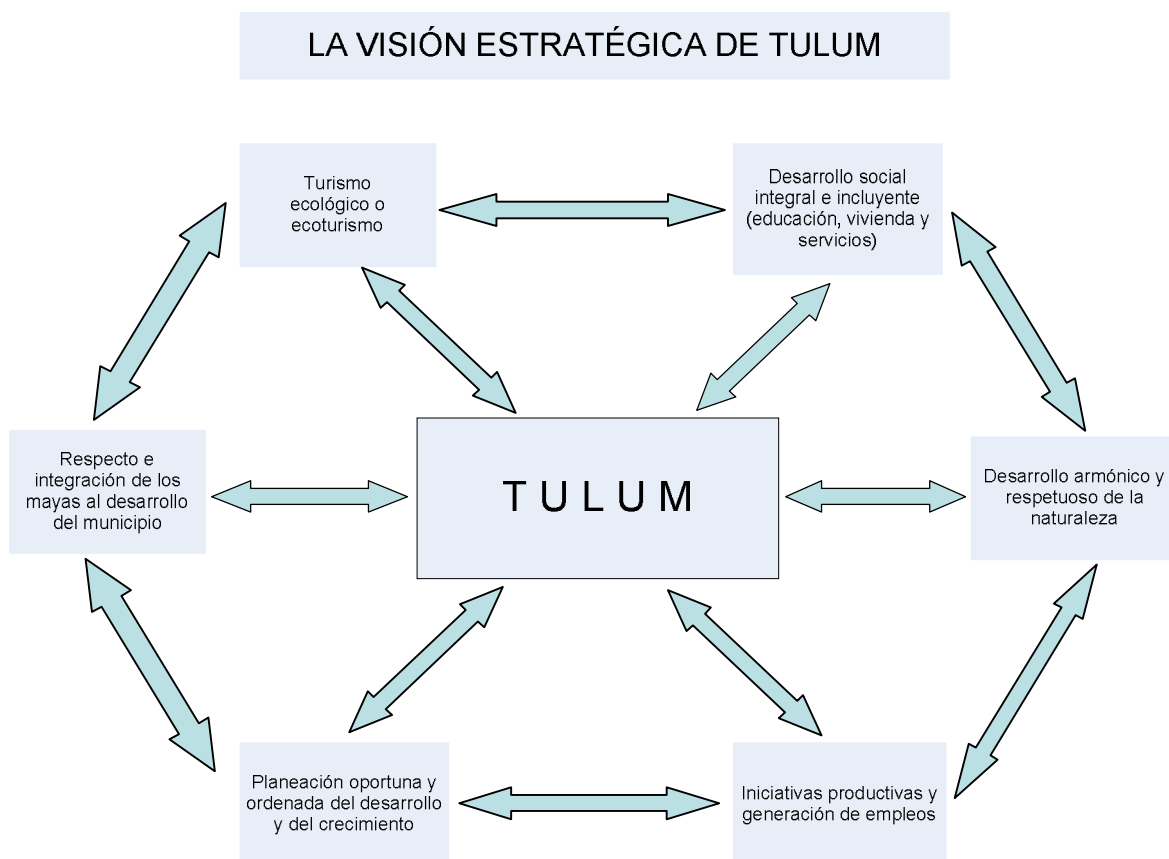 LA VISIÓN ESTRATÉGICA DE TULUM
Turismo
ecológico o
ecoturismo
Desarrollo social
integral e incluyente
(educación, vivienda y
servicios)
Respecto e
integración de los
mayas al desarrollo
del municipio
T U L U M
Desarrollo armónico y
respetuoso de la
naturaleza
Planeación oportuna y
ordenada del desarrollo
y del crecimiento
Iniciativas productivas y
generación de empleos